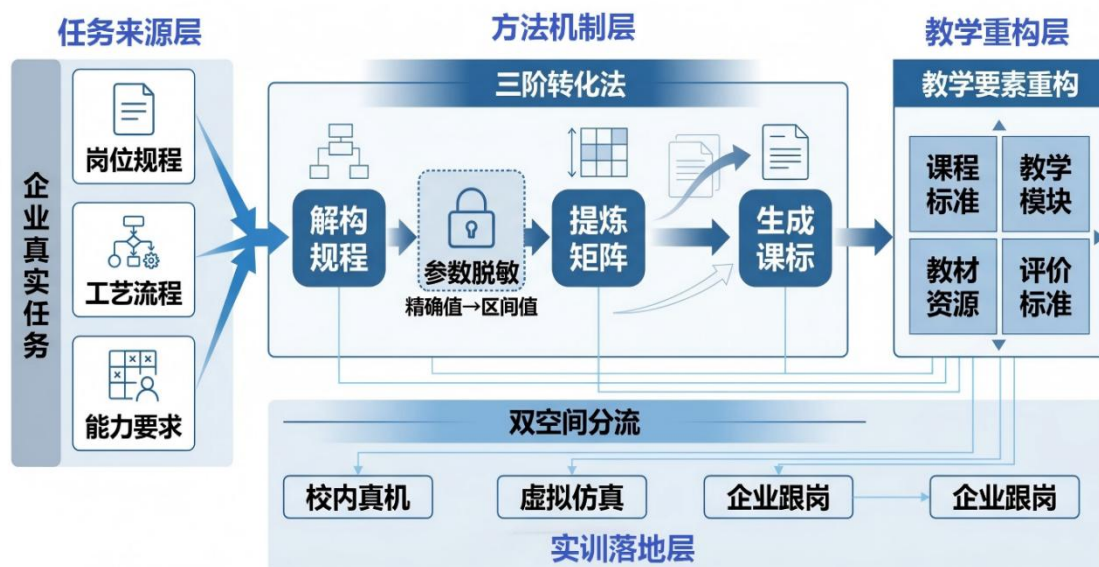 任务来源层
方法机制层
教学重构层
企业真实任务
岗位规程
工艺流程
能力要求
三阶转化法
解构
规程
参数脱敏
精确值→区间值
提炼
矩阵
生成
课标
教学要素重构
课程
标准
教学
模块
教材
资源
评价
标准
双空间分流
校内真机
虚拟仿真
企业跟岗
企业跟岗
实训落地层